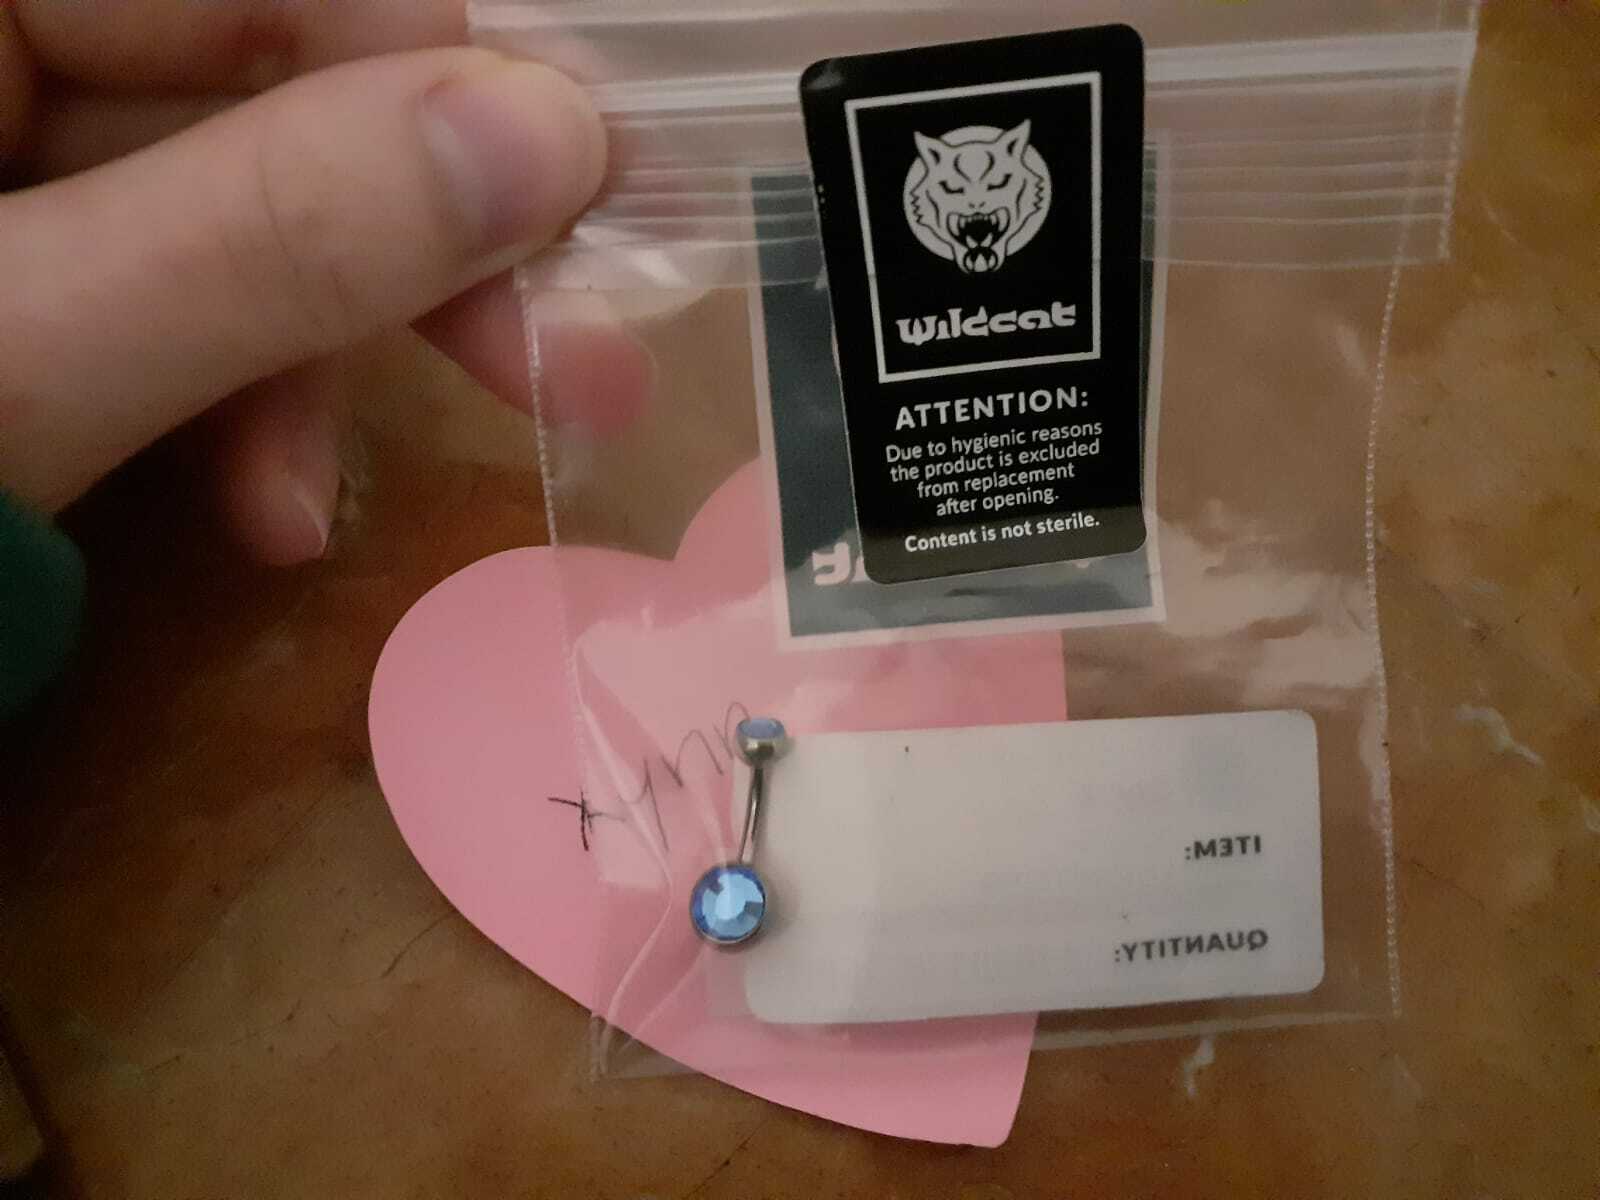 wildcat
ATTENTION:
Due to hygienic reasons
the product is excluded
from replacement
after opening.
Content is not sterile.
xynn
ITEM:
QUANTITY: